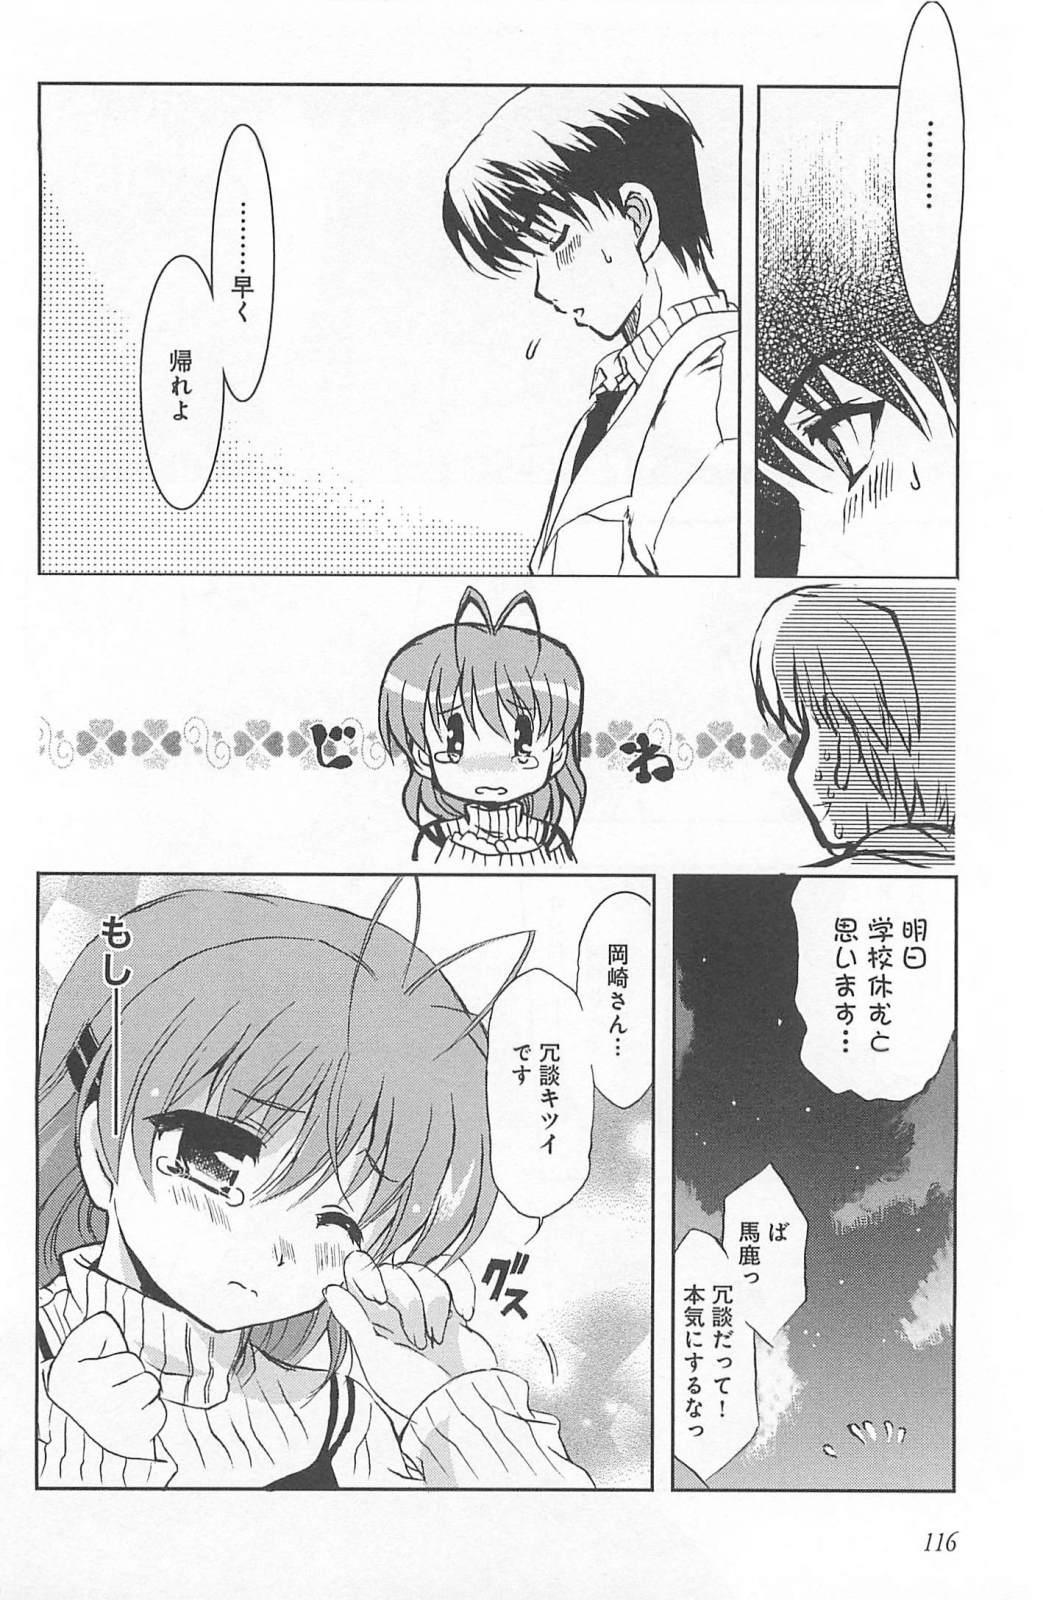 ………
………早く
帰れよ
じわ
明日
学校休むと
思います…
ば
馬鹿っ
冗談だって！
本気にするなっ
岡崎さん…
冗談キツイ
です
グス
もしー
116